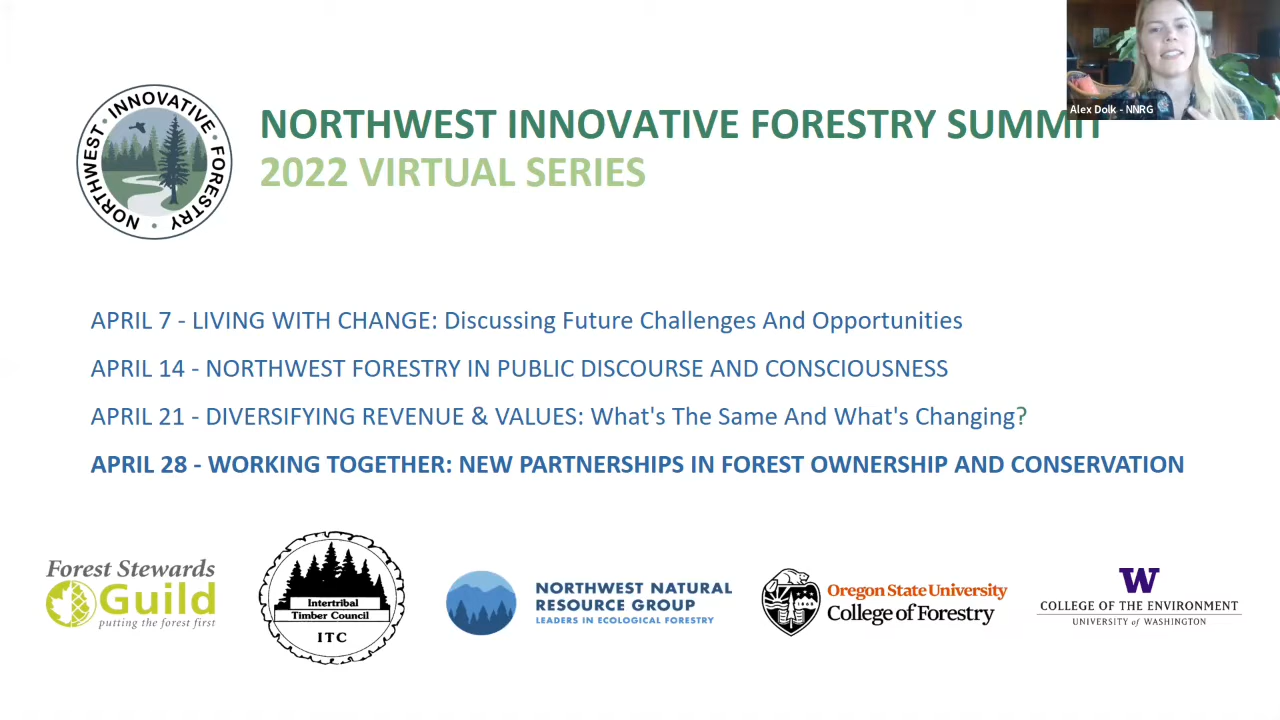 Alex Dolk - NNRG
NORTHWEST • INNOVATIVE • FORESTRY •
NORTHWEST INNOVATIVE FORESTRY SUMMIT
2022 VIRTUAL SERIES
APRIL 7 - LIVING WITH CHANGE: Discussing Future Challenges And Opportunities
APRIL 14 - NORTHWEST FORESTRY IN PUBLIC DISCOURSE AND CONSCIOUSNESS
APRIL 21 - DIVERSIFYING REVENUE & VALUES: What's The Same And What's Changing?
APRIL 28 - WORKING TOGETHER: NEW PARTNERSHIPS IN FOREST OWNERSHIP AND CONSERVATION
Forest Stewards
Guild
putting the forest first
Intertribal
Timber Council
ITC
NORTHWEST NATURAL
RESOURCE GROUP
LEADERS IN ECOLOGICAL FORESTRY
1868
Oregon State University
College of Forestry
W
COLLEGE OF THE ENVIRONMENT
UNIVERSITY of WASHINGTON